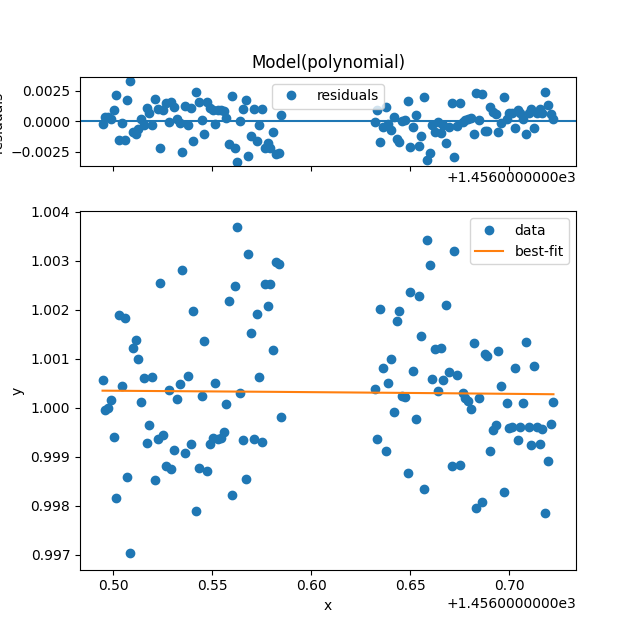 Model(polynomial)
0.0025
0.0000
−0.0025
residuals
+1.4560000000e3
1.004
1.003
1.002
1.001
1.000
0.999
0.998
0.997
y
data
best-fit
0.50 0.55 0.60 0.65 0.70
x
+1.4560000000e3